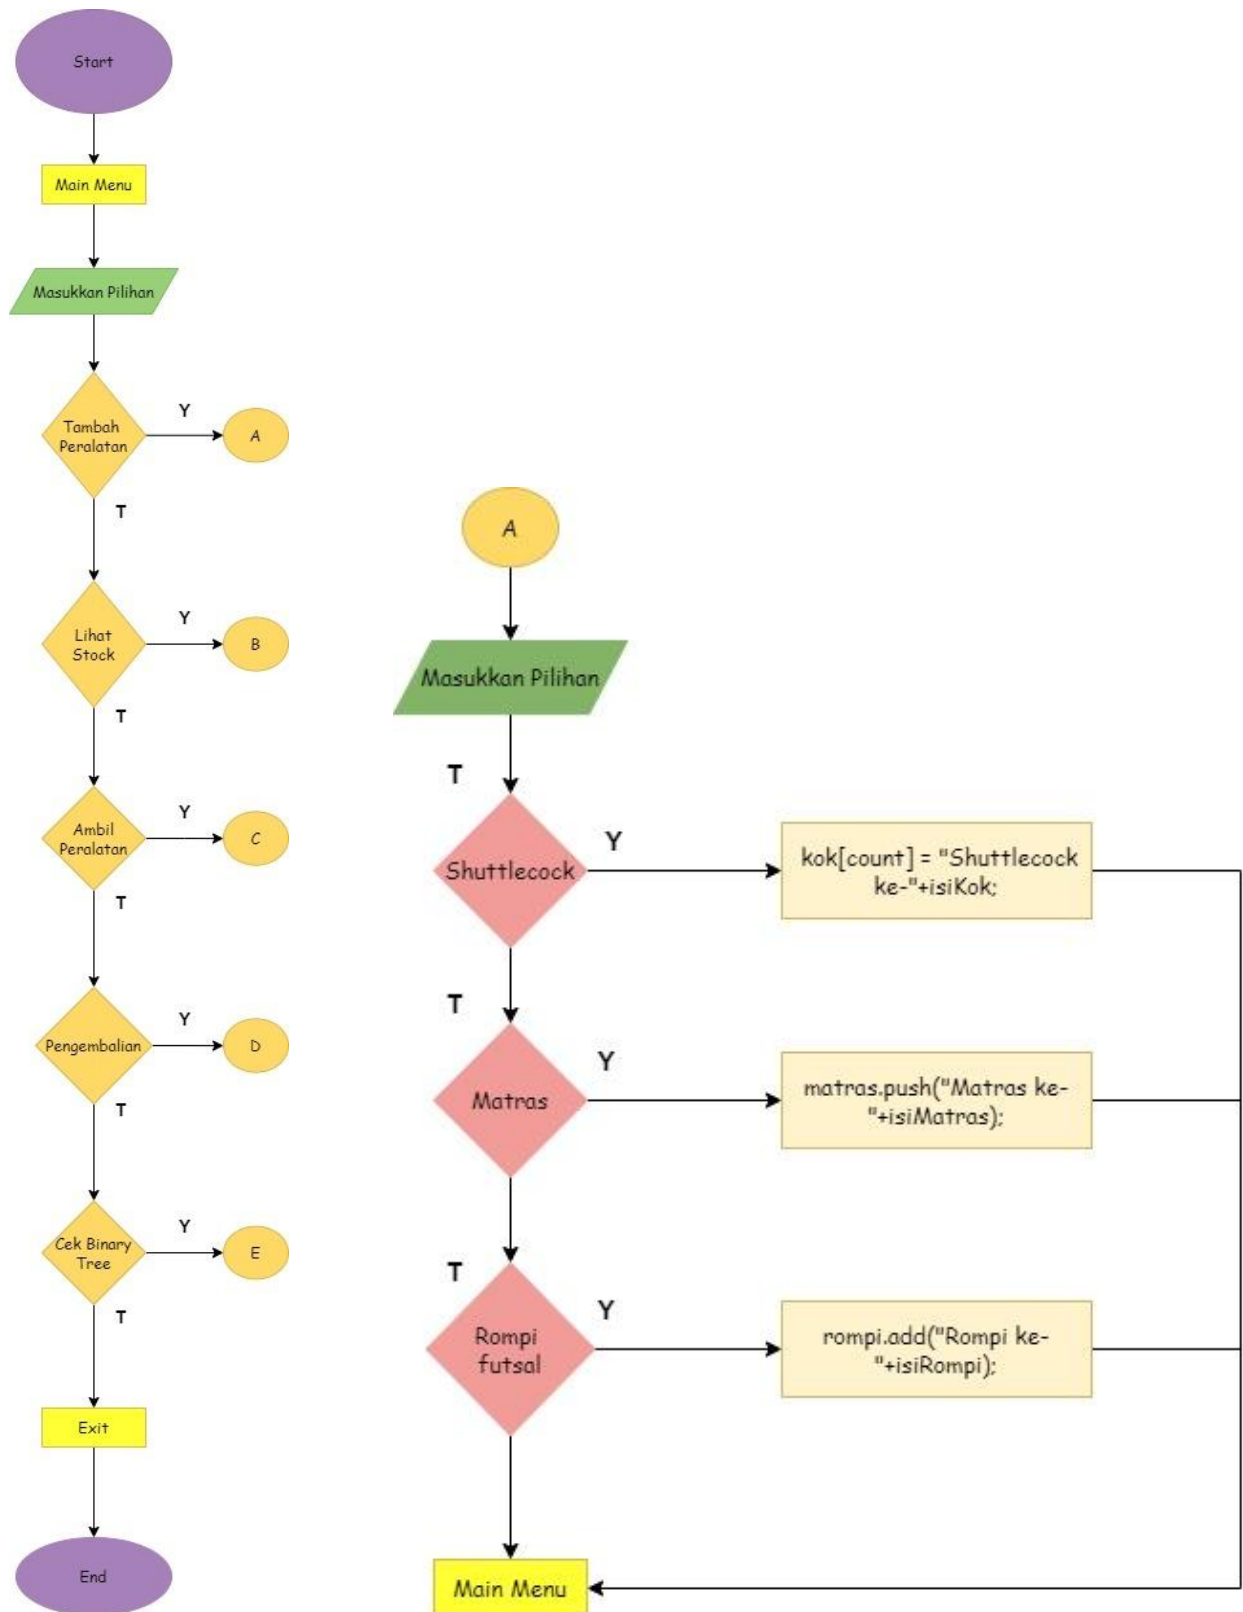 Start
Main Menu
Masukkan Pilihan
Tambah
Peralatan
Y
A
T
Lihat
Stock
Y
B
T
Ambil
Peralatan
Y
C
T
Pengembalian
Y
D
T
Cek Binary
Tree
Y
E
T
Exit
End
A
Masukkan Pilihan
T
Shuttlecock
Y
kok[count] = "Shuttlecock
ke-"+isiKok;
T
Matras
Y
matras.push("Matras ke-
"+isiMatras);
T
Rompi
futsal
Y
rompi.add("Rompi ke-
"+isiRompi);
Main Menu